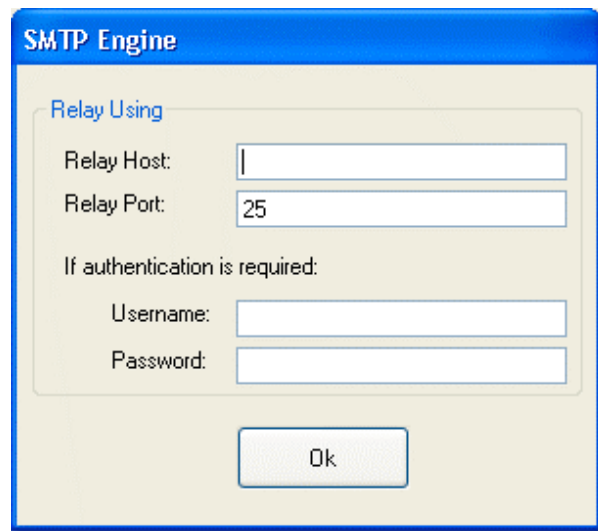 SMTP Engine
Relay Using
Relay Host:
Relay Port: 25
If authentication is required:
Username:
Password:
Ok